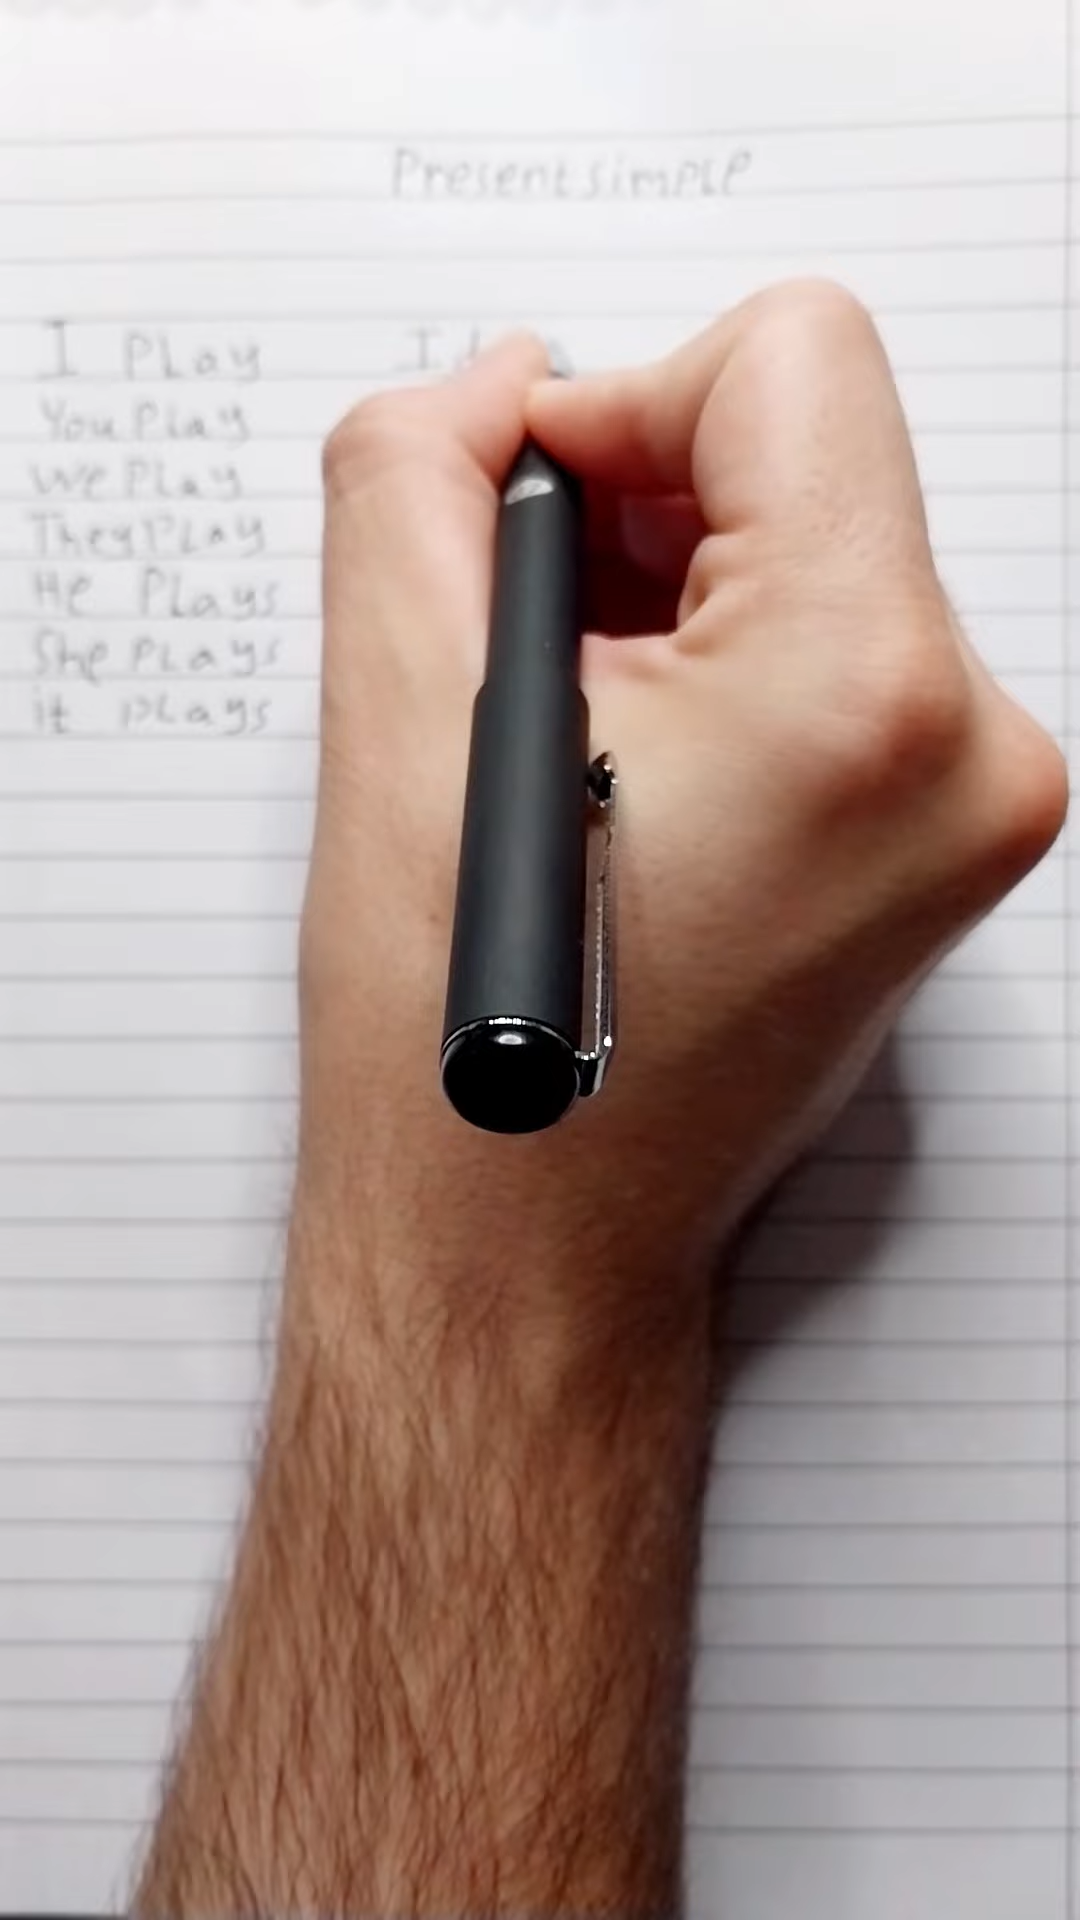 Present simple
I Play I d
You Play
We Play
They Play
He Plays
She Plays
it plays